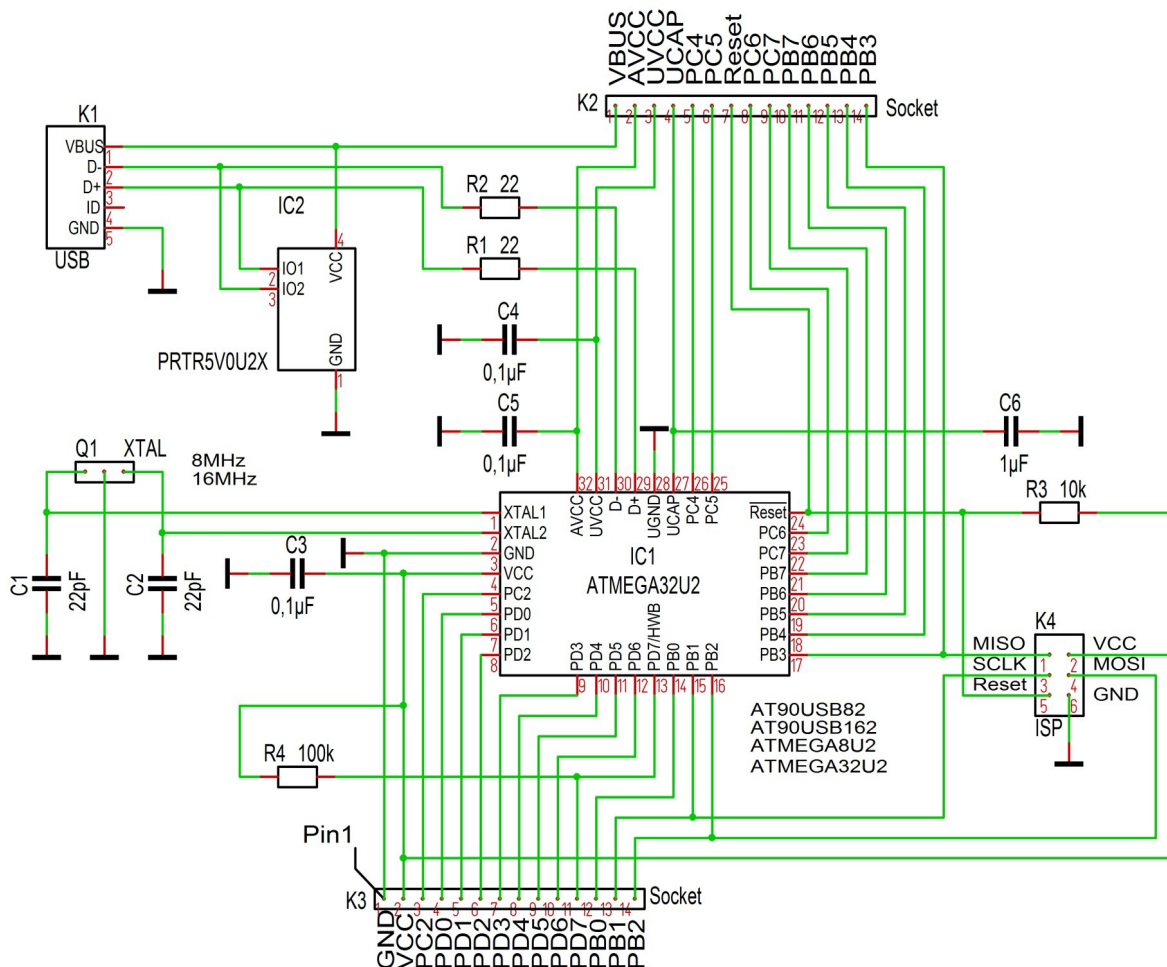 VBUS
AVCC
UVCC
UCAP
PC4
PC5
Reset
PC6
PC7
PB7
PB6
PB5
PB4
PB3
K2
1 2 3 4 5 6 7 8 9 10 11 12 13 14
Socket
K1
VBUS
1
D-
2
D+
3
ID
4
GND
5
USB
R2 22
R1 22
IC2
4
VCC
IO1
2
IO2
3
GND
1
PRTR5V0U2X
C4
0,1µF
C5
0,1µF
C6
1µF
Q1 XTAL
8MHz
16MHz
C1
22pF
C2
22pF
C3
0,1µF
R3 10k
32 31 30 29 28 27 26 25
AVCC
UVCC
D-
D+
UGND
UCAP
PC4
PC5
XTAL1
1
XTAL2
2
GND
3
VCC
4
PC2
5
PD0
6
PD1
7
PD2
8
IC1
ATMEGA32U2
Reset
24
PC6
23
PC7
22
PB7
21
PB6
20
PB5
19
PB4
18
PB3
17
PD3
PD4
PD5
PD6
PD7/HWB
PB0
PB1
PB2
9 10 11 12 13 14 15 16
AT90USB82
AT90USB162
ATMEGA8U2
ATMEGA32U2
K4
MISO VCC
1 2
SCLK MOSI
3 4
Reset GND
5 6
ISP
R4 100k
Pin1
K3
1 2 3 4 5 6 7 8 9 10 11 12 13 14
Socket
GND
VCC
PC2
PD0
PD1
PD2
PD3
PD4
PD5
PD6
PD7
PB0
PB1
PB2